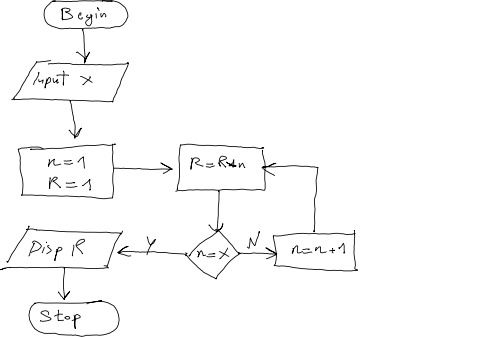 Begin
Input X
n=1
R=1
R=R*n
n=X
N
n=n+1
Y
Disp R
Stop